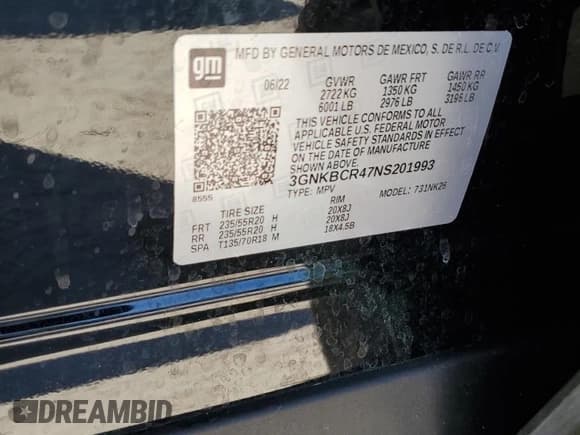 gm
MFD BY GENERAL MOTORS DE MEXICO, S. DE R.L. DE C.V.
06/22 GVWR GAWR FRT GAWR RR
2722 KG 1350 KG 1450 KG
6001 LB 2976 LB 3196 LB
THIS VEHICLE CONFORMS TO ALL
APPLICABLE U.S. FEDERAL MOTOR
VEHICLE SAFETY STANDARDS IN EFFECT
ON THE DATE OF MANUFACTURE
SHOWN ABOVE.
3GNKBCR47NS201993
8555 TYPE: MPV MODEL: 731NK26
TIRE SIZE RIM
FRT 235/55R20 H 20X8J
RR 235/55R20 H 20X8J
SPA T135/70R18 M 18X4.5B
DREAMBID